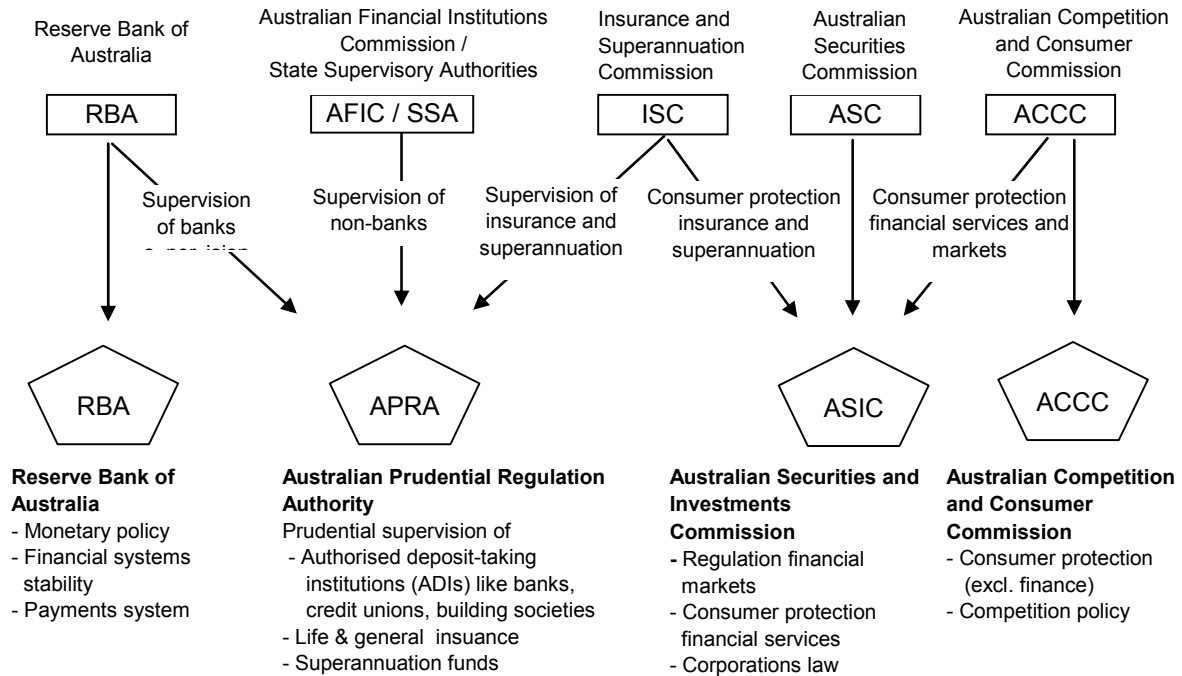 Reserve Bank of
Australia
Australian Financial Institutions
Commission /
State Supervisory Authorities
Insurance and
Superannuation
Commission
Australian
Securities
Commission
Australian Competition
and Consumer
Commission
RBA
AFIC / SSA
ISC
ASC
ACCC
Supervision
of banks
Supervision of
non-banks
Supervision of
insurance and
superannuation
Consumer protection
insurance and
superannuation
Consumer protection
financial services and
markets
RBA
APRA
ASIC
ACCC
Reserve Bank of
Australia
- Monetary policy
- Financial systems
stability
- Payments system
Australian Prudential Regulation
Authority
Prudential supervision of
- Authorised deposit-taking
institutions (ADIs) like banks,
credit unions, building societies
- Life & general insuance
- Superannuation funds
Australian Securities and
Investments
Commission
- Regulation financial
markets
- Consumer protection
financial services
- Corporations law
Australian Competition
and Consumer
Commission
- Consumer protection
(excl. finance)
- Competition policy